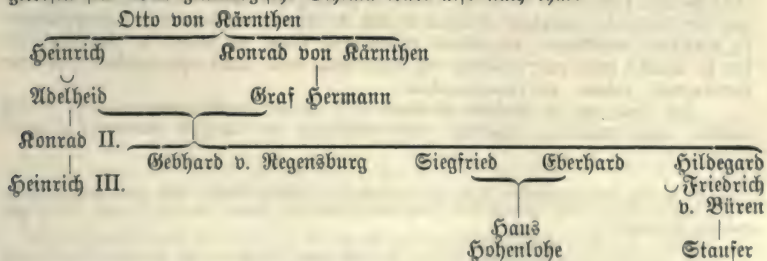 Otto von Kärnthen
Heinrich Konrad von Kärnthen
Adelheid Graf Hermann
Konrad II.
Gebhard v. Regensburg Siegfried Eberhard Hildegard
Heinrich III. Friedrich
v. Büren
Haus
Hohenlohe Staufer